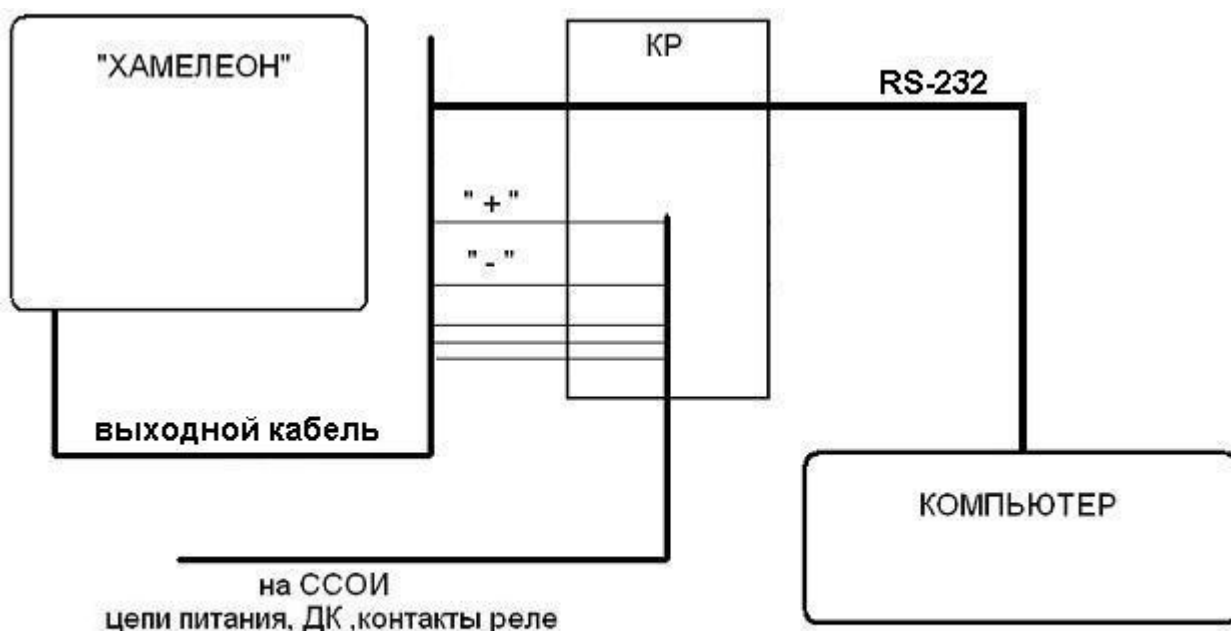 "ХАМЕЛЕОН"
КР
RS-232
" + "
" - "
выходной кабель
КОМПЬЮТЕР
на ССОИ
цепи питания, ДК ,контакты реле